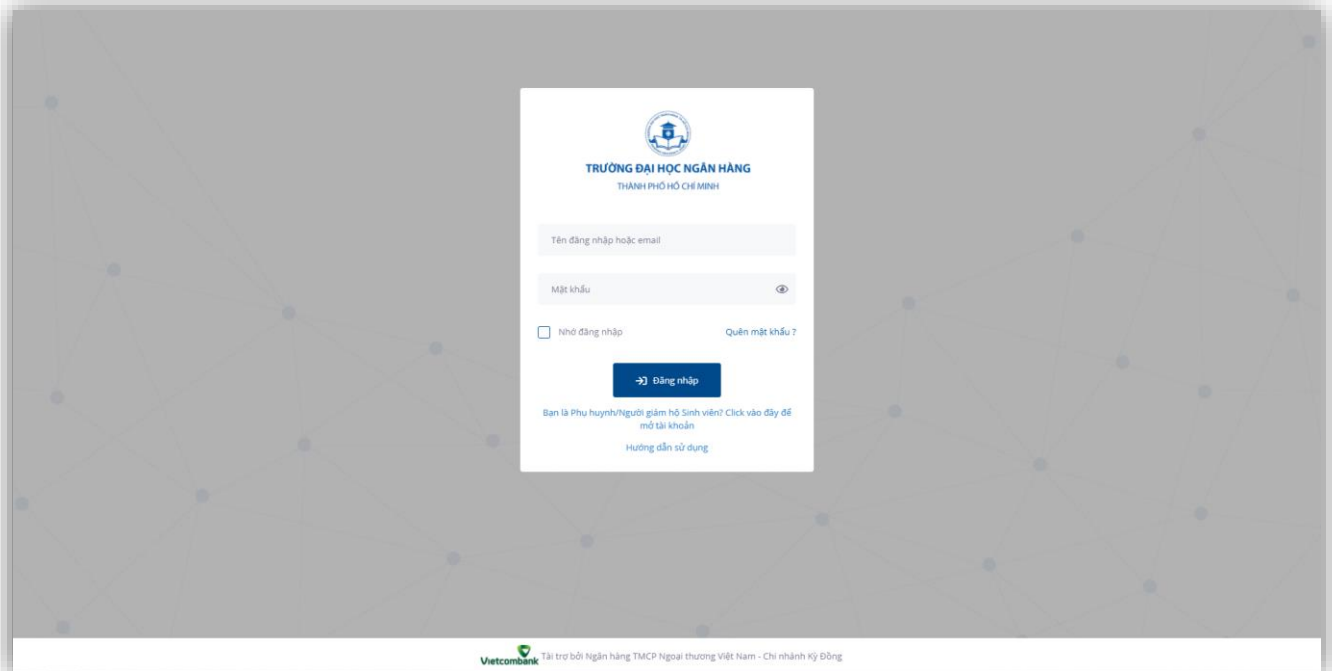 TRƯỜNG ĐẠI HỌC NGÂN HÀNG
THÀNH PHỐ HỒ CHÍ MINH
Tên đăng nhập hoặc email
Mật khẩu
Nhớ đăng nhập
Quên mật khẩu ?
Đăng nhập
Bạn là Phụ huynh/Người giám hộ Sinh viên? Click vào đây để
mở tài khoản
Hướng dẫn sử dụng
Vietcombank Tài trợ bởi Ngân hàng TMCP Ngoại thương Việt Nam - Chi nhánh Kỳ Đồng